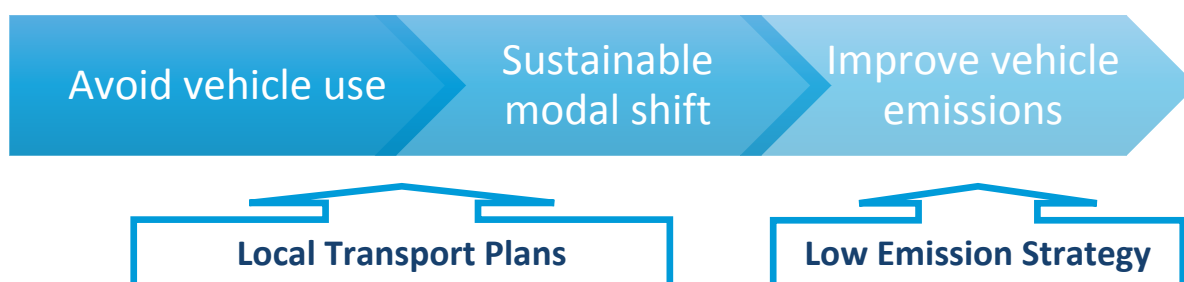 Avoid vehicle use
Sustainable
modal shift
Improve vehicle
emissions
Local Transport Plans
Low Emission Strategy